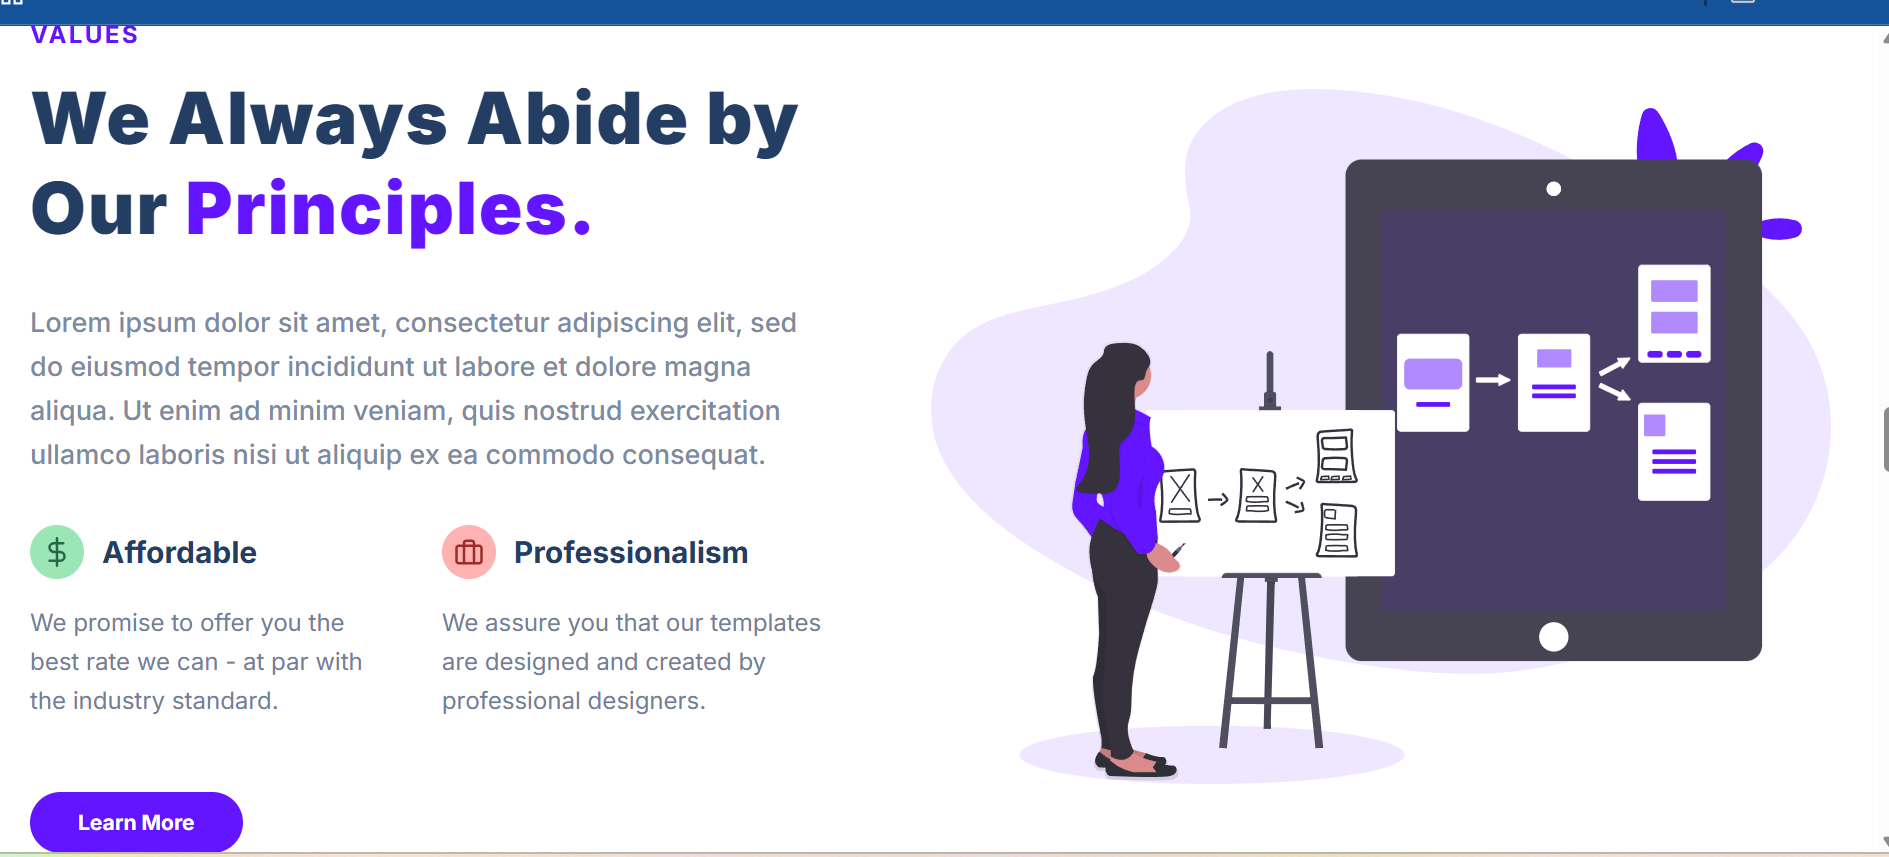 VALUES
We Always Abide by
Our Principles.
Lorem ipsum dolor sit amet, consectetur adipiscing elit, sed
do eiusmod tempor incididunt ut labore et dolore magna
aliqua. Ut enim ad minim veniam, quis nostrud exercitation
ullamco laboris nisi ut aliquip ex ea commodo consequat.
Affordable
We promise to offer you the
best rate we can - at par with
the industry standard.
Professionalism
We assure you that our templates
are designed and created by
professional designers.
Learn More